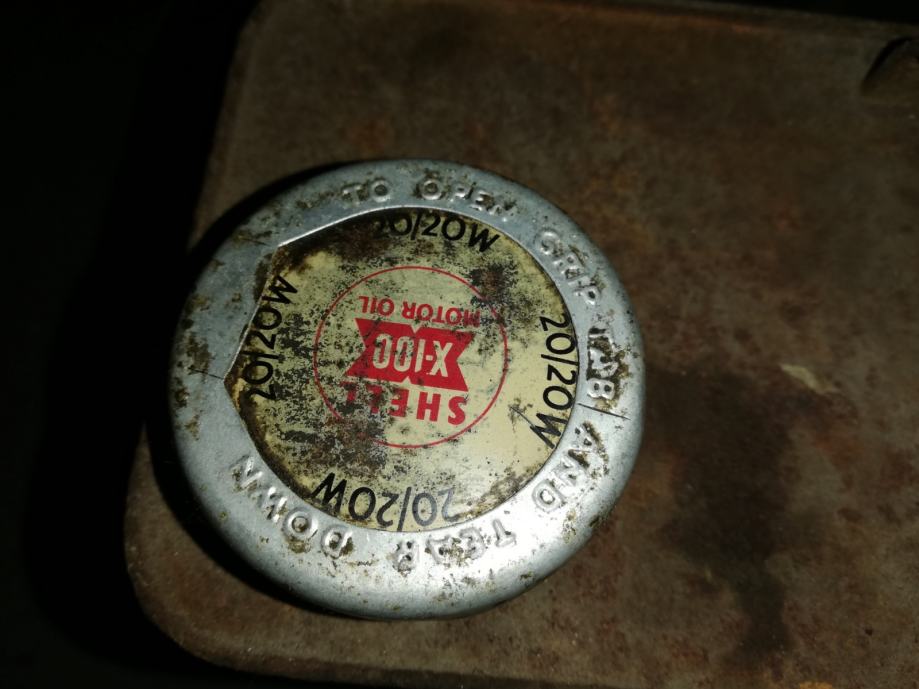 TO OPEN GRIP TAB AND TEAR DOWN
20/20W
20/20W
20/20W
20/20W
SHELL
X-100
MOTOR OIL